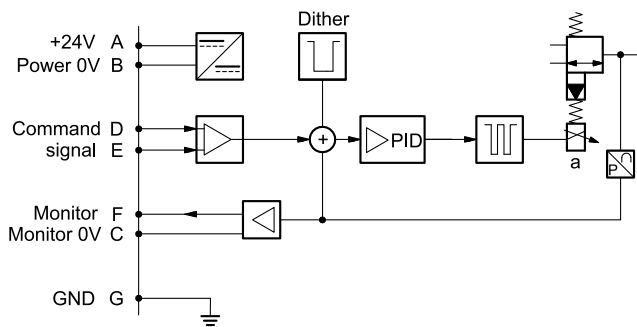 Dither
+24V A
Power 0V B
Command D
signal E
PID
a
P U
Monitor F
Monitor 0V C
GND G